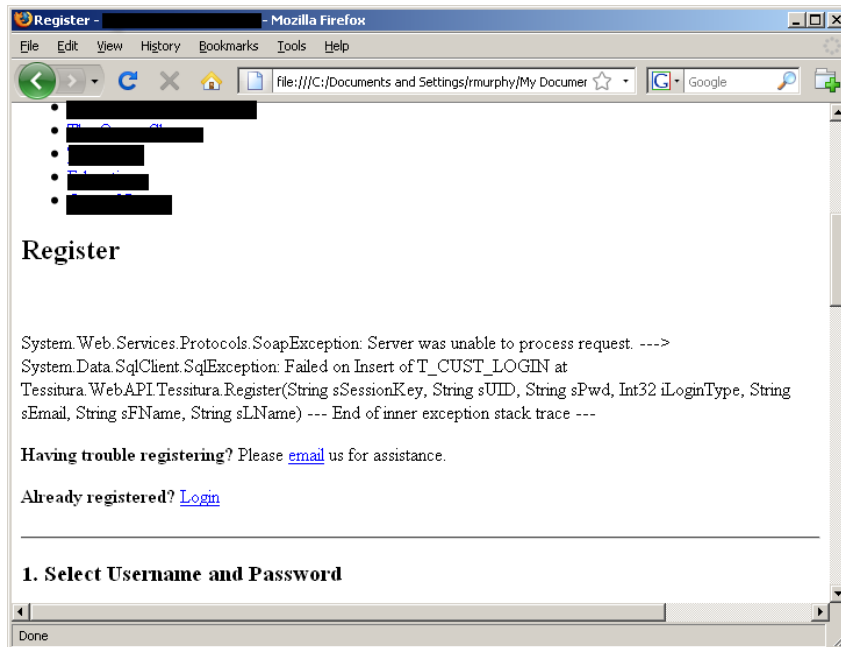 Register - - Mozilla Firefox
File Edit View History Bookmarks Tools Help
file:///C:/Documents and Settings/rmurphy/My Documer
G Google
Register
System.Web.Services.Protocols.SoapException: Server was unable to process request. --->
System.Data.SqlClient.SqlException: Failed on Insert of T_CUST_LOGIN at
Tessitura.WebAPI.Tessitura.Register(String sSessionKey, String sUID, String sPwd, Int32 iLoginType, String
sEmail, String sFName, String sLName) --- End of inner exception stack trace ---
Having trouble registering? Please email us for assistance.
Already registered? Login
1. Select Username and Password
Done